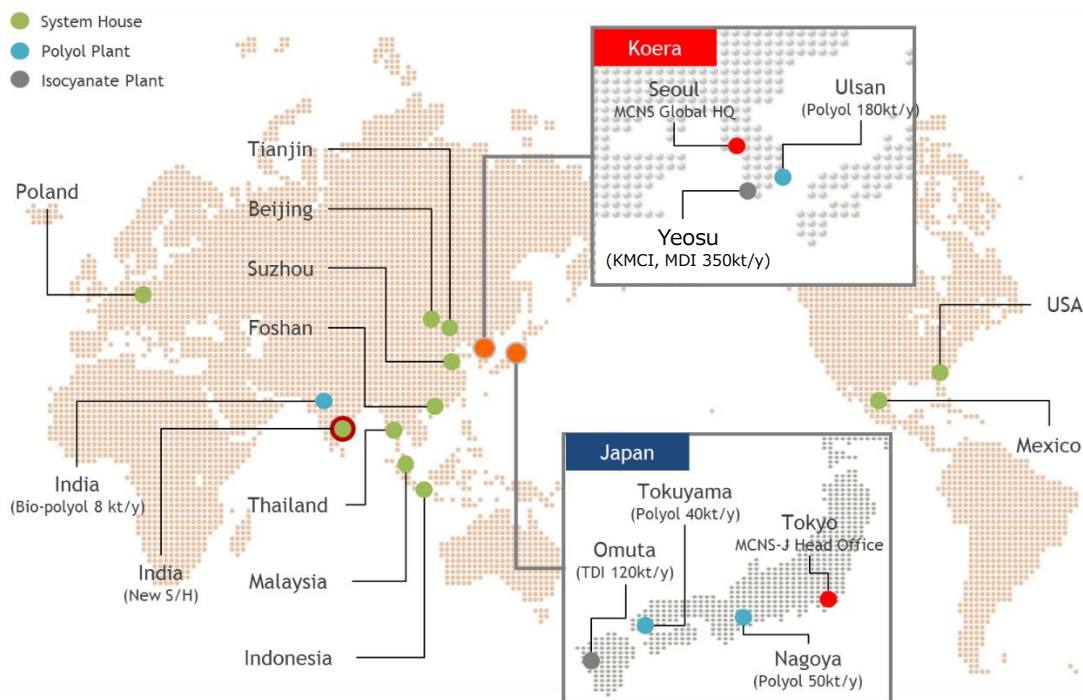 System House
Polyol Plant
Isocyanate Plant
Koera
Seoul
MCNS Global HQ
Ulsan
(Polyol 180kt/y)
Yeosu
(KMCI, MDI 350kt/y)
Tianjin
Poland
Beijing
Suzhou
Foshan
USA
Mexico
India
(Bio-polyol 8 kt/y)
Thailand
India
(New S/H)
Malaysia
Indonesia
Japan
Tokuyama
(Polyol 40kt/y)
Tokyo
MCNS-J Head Office
Omuta
(TDI 120kt/y)
Nagoya
(Polyol 50kt/y)